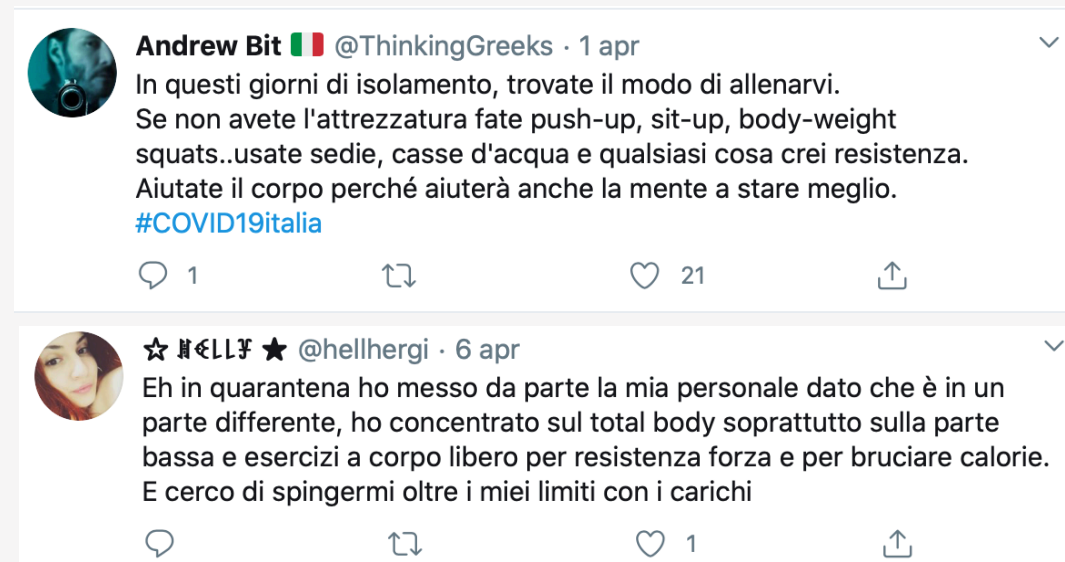 Andrew Bit 🇮🇹 @ThinkingGreeks · 1 apr
In questi giorni di isolamento, trovate il modo di allenarvi.
Se non avete l'attrezzatura fate push-up, sit-up, body-weight
squats..usate sedie, casse d'acqua e qualsiasi cosa crei resistenza.
Aiutate il corpo perché aiuterà anche la mente a stare meglio.
#COVID19italia
1 21
☆ ꃅ€LLY ★ @hellhergi · 6 apr
Eh in quarantena ho messo da parte la mia personale dato che è in un
parte differente, ho concentrato sul total body soprattutto sulla parte
bassa e esercizi a corpo libero per resistenza forza e per bruciare calorie.
E cerco di spingermi oltre i miei limiti con i carichi
1